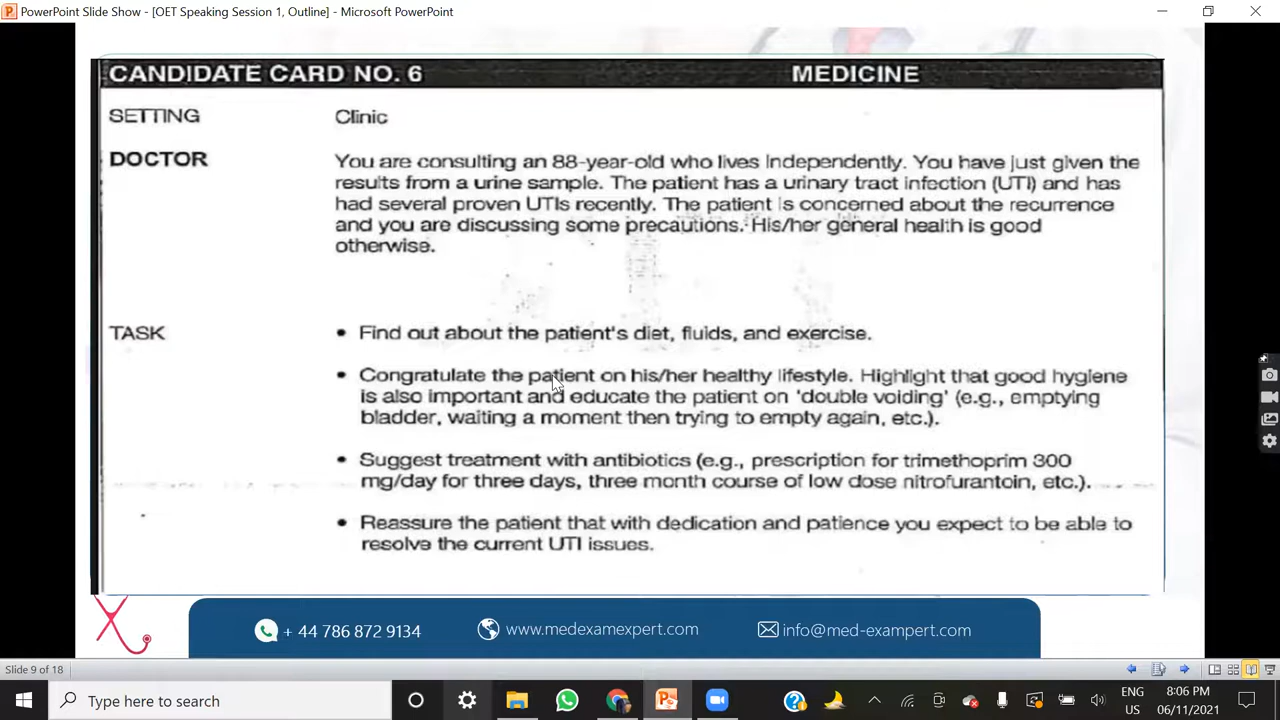 PowerPoint Slide Show - [OET Speaking Session 1, Outline] - Microsoft PowerPoint
CANDIDATE CARD NO. 6 MEDICINE
SETTING Clinic
DOCTOR You are consulting an 88-year-old who lives independently. You have just given the
results from a urine sample. The patient has a urinary tract infection (UTI) and has
had several proven UTIs recently. The patient is concerned about the recurrence
and you are discussing some precautions. His/her general health is good
otherwise.
TASK • Find out about the patient's diet, fluids, and exercise.
• Congratulate the patient on his/her healthy lifestyle. Highlight that good hygiene
is also important and educate the patient on 'double voiding' (e.g., emptying
bladder, waiting a moment then trying to empty again, etc.).
• Suggest treatment with antibiotics (e.g., prescription for trimethoprim 300
mg/day for three days, three month course of low dose nitrofurantoin, etc.).
• Reassure the patient that with dedication and patience you expect to be able to
resolve the current UTI issues.
+ 44 786 872 9134 www.medexamexpert.com info@med-exampert.com
Slide 9 of 18
Type here to search
ENG 8:06 PM
US 06/11/2021